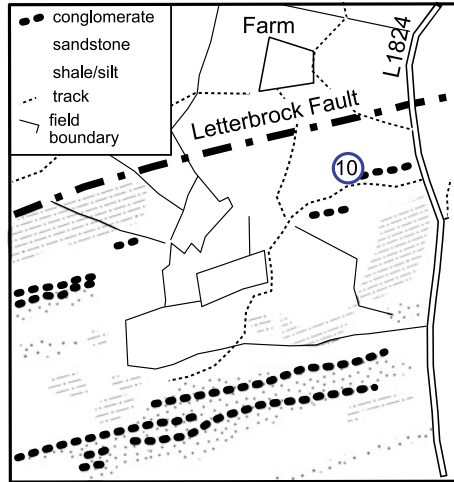 conglomerate
sandstone
shale/silt
track
field
boundary
Farm
L1824
Letterbrock Fault
10